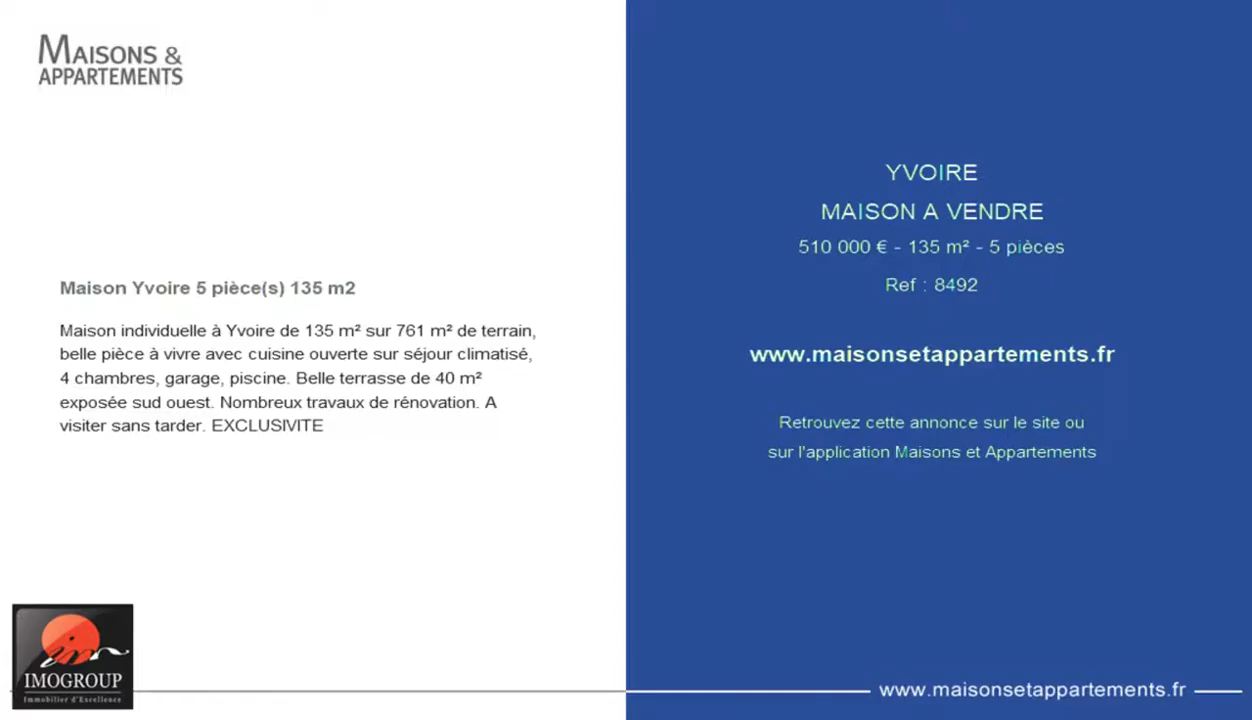 MAISONS &
APPARTEMENTS
Maison Yvoire 5 pièce(s) 135 m2
Maison individuelle à Yvoire de 135 m² sur 761 m² de terrain,
belle pièce à vivre avec cuisine ouverte sur séjour climatisé,
4 chambres, garage, piscine. Belle terrasse de 40 m²
exposée sud ouest. Nombreux travaux de rénovation. A
visiter sans tarder. EXCLUSIVITE
YVOIRE
MAISON A VENDRE
510 000 € - 135 m² - 5 pièces
Ref : 8492
www.maisonsetappartements.fr
Retrouvez cette annonce sur le site ou
sur l'application Maisons et Appartements
im
IMOGROUP
Immobilier d'Excellence
www.maisonsetappartements.fr